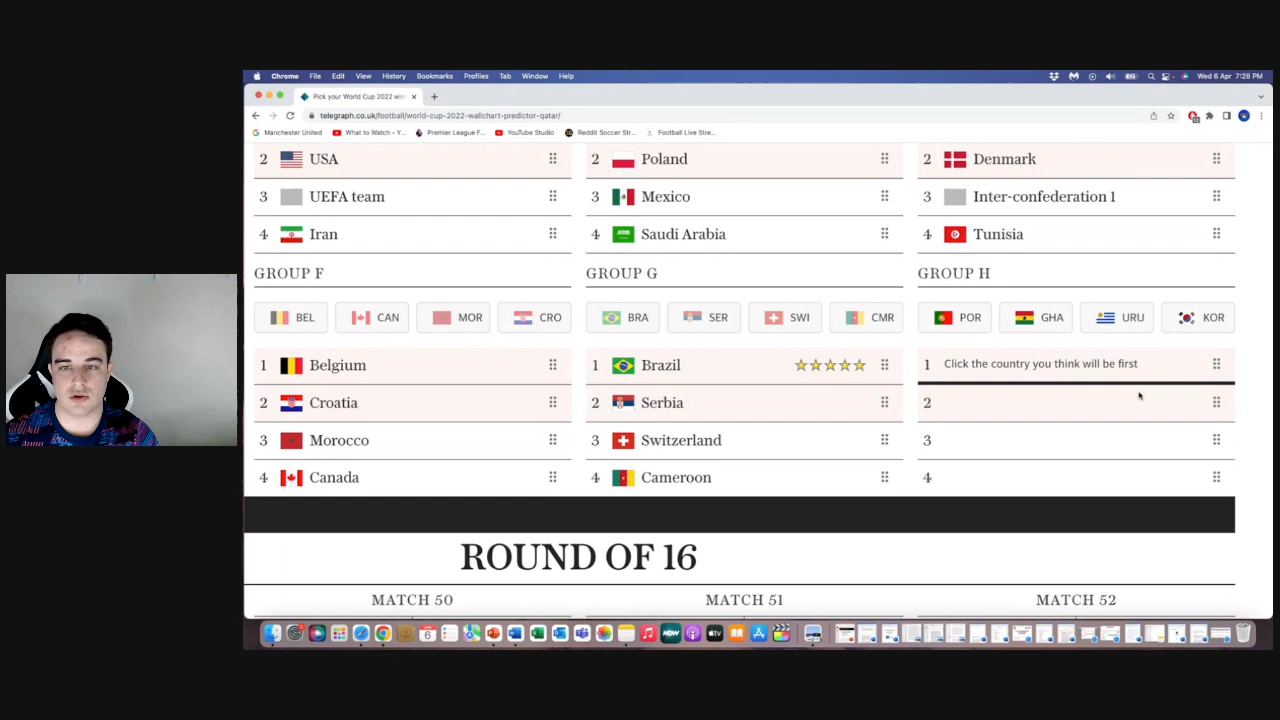 Chrome File Edit View History Bookmarks Profiles Tab Window Help Wed 6 Apr 7:28 PM
Pick your World Cup 2022 win
telegraph.co.uk/football/world-cup-2022-wallchart-predictor-qatar/
Manchester United What to Watch – Y... Premier League F... YouTube Studio Reddit Soccer Str... Football Live Stre...
2 USA 2 Poland 2 Denmark
3 UEFA team 3 Mexico 3 Inter-confederation 1
4 Iran 4 Saudi Arabia 4 Tunisia
GROUP F GROUP G GROUP H
BEL CAN MOR CRO BRA SER SWI CMR POR GHA URU KOR
1 Belgium 1 Brazil 1 Click the country you think will be first
2 Croatia 2 Serbia 2
3 Morocco 3 Switzerland 3
4 Canada 4 Cameroon 4
ROUND OF 16
MATCH 50 MATCH 51 MATCH 52
6 NOW tv